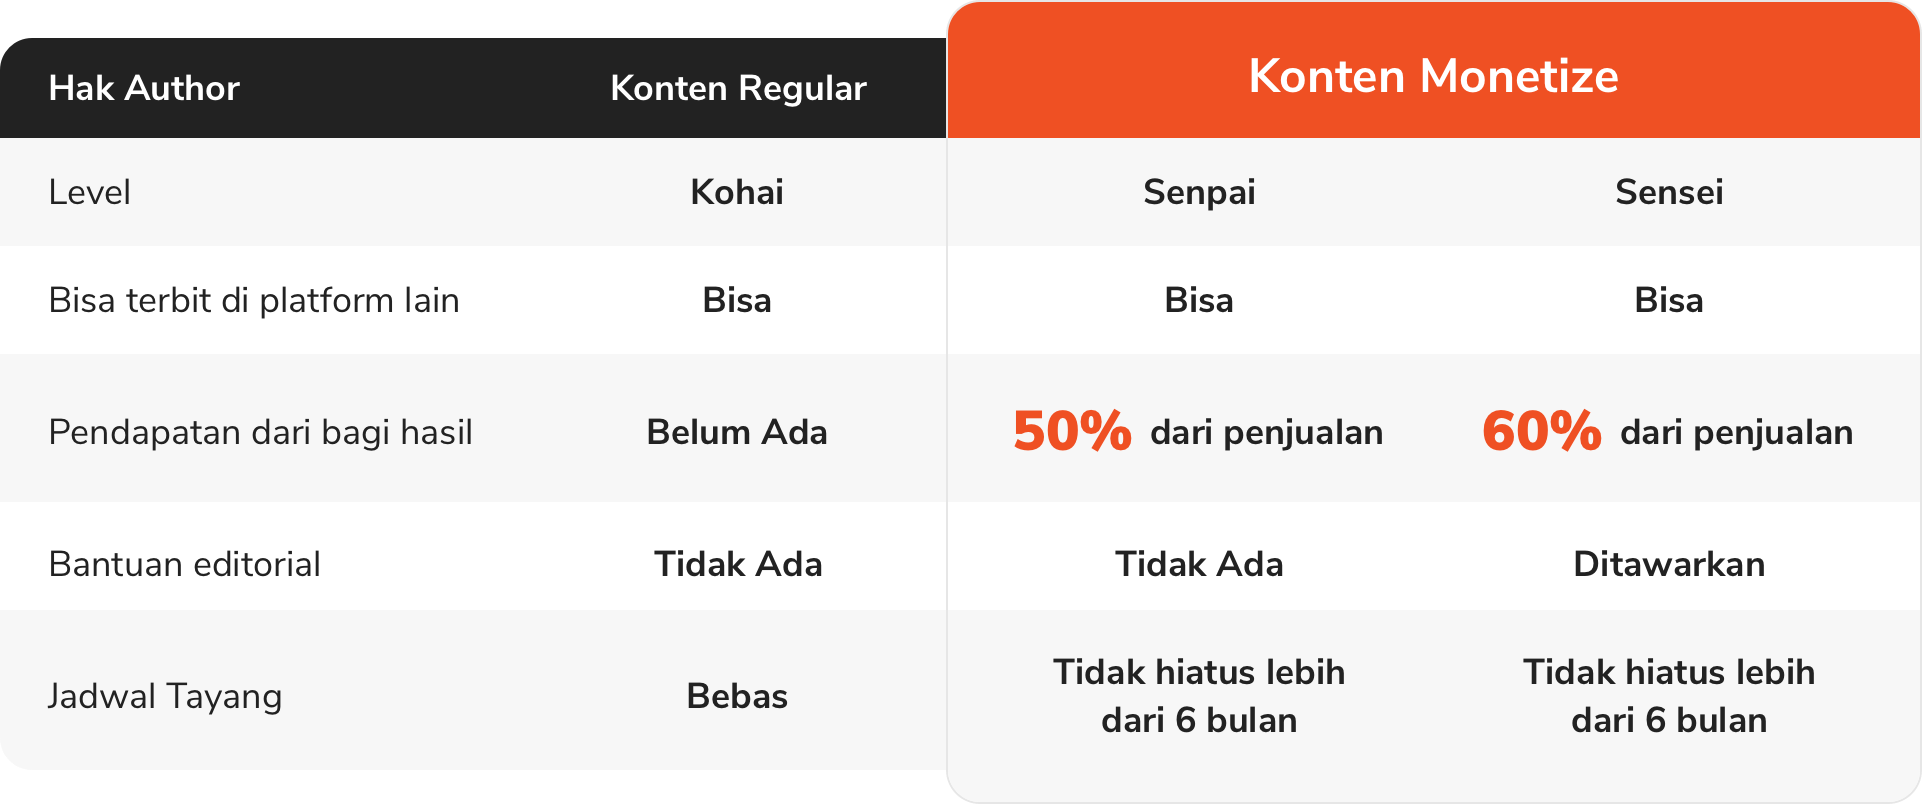 Hak Author Konten Regular Konten Monetize
Level Kohai Senpai Sensei
Bisa terbit di platform lain Bisa Bisa Bisa
Pendapatan dari bagi hasil Belum Ada 50% dari penjualan 60% dari penjualan
Bantuan editorial Tidak Ada Tidak Ada Ditawarkan
Jadwal Tayang Bebas Tidak hiatus lebih dari 6 bulan Tidak hiatus lebih dari 6 bulan